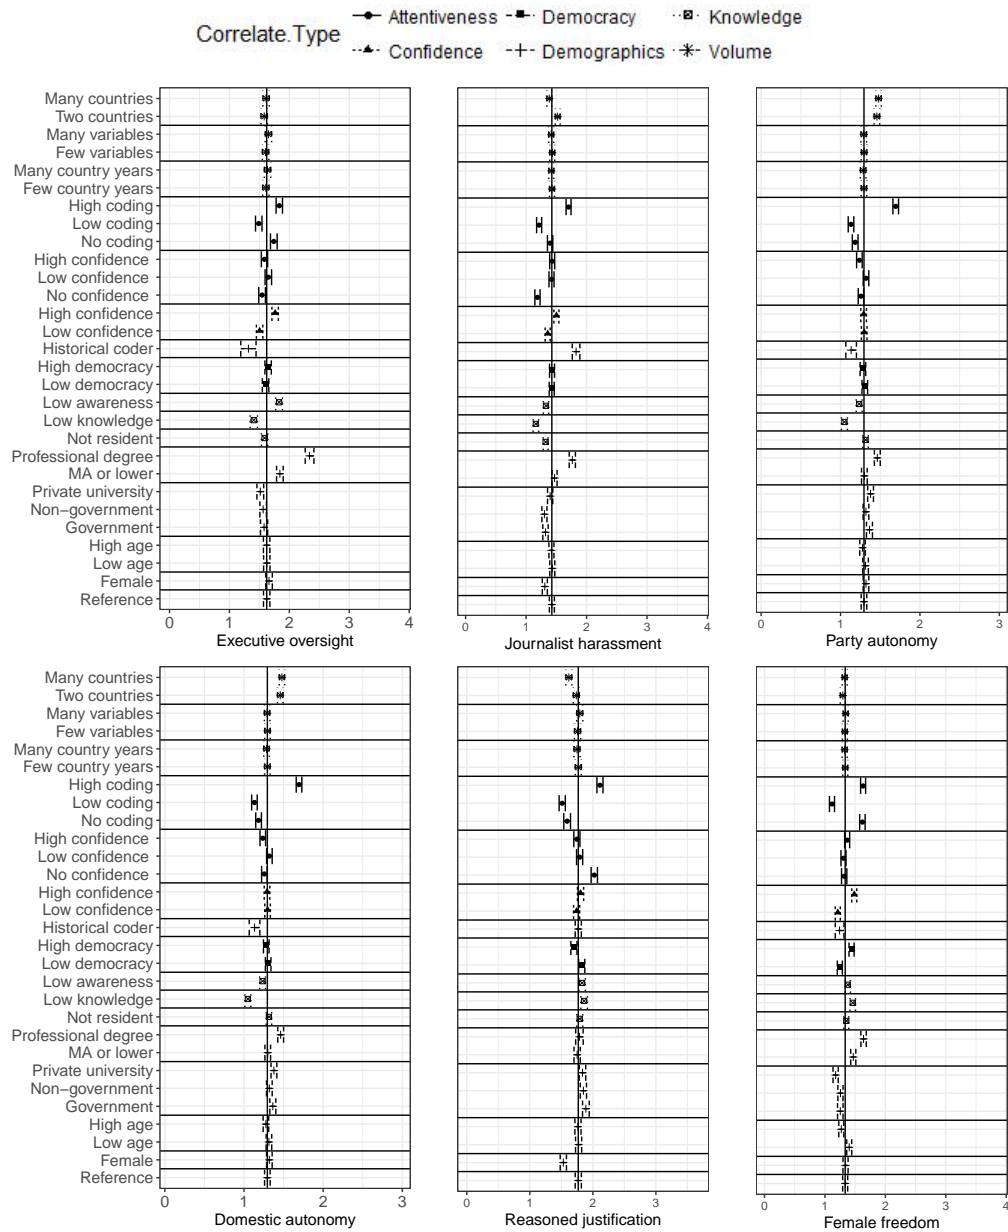 Correlate.Type
Attentiveness Democracy Knowledge
Confidence Demographics Volume
Many countries
Two countries
Many variables
Few variables
Many country years
Few country years
High coding
Low coding
No coding
High confidence
Low confidence
No confidence
High confidence
Low confidence
Historical coder
High democracy
Low democracy
Low awareness
Low knowledge
Not resident
Professional degree
MA or lower
Private university
Non−government
Government
High age
Low age
Female
Reference
0 1 2 3 4
Executive oversight
0 1 2 3 4
Journalist harassment
0 1 2 3
Party autonomy
Many countries
Two countries
Many variables
Few variables
Many country years
Few country years
High coding
Low coding
No coding
High confidence
Low confidence
No confidence
High confidence
Low confidence
Historical coder
High democracy
Low democracy
Low awareness
Low knowledge
Not resident
Professional degree
MA or lower
Private university
Non−government
Government
High age
Low age
Female
Reference
0 1 2 3
Domestic autonomy
0 1 2 3
Reasoned justification
0 1 2 3 4
Female freedom